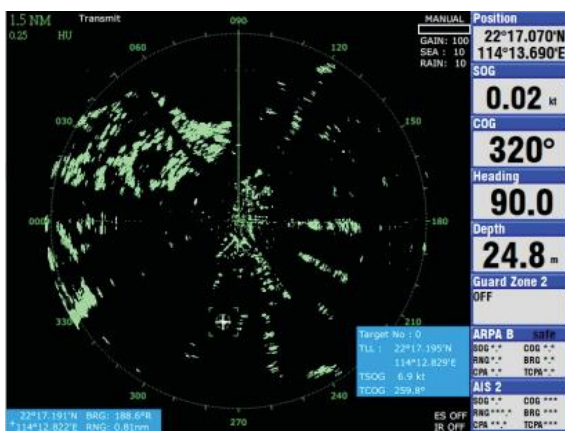 1.5 NM
Transmit
0.25
HU
090
060
120
030
150
000
180
330
210
300
240
270
MANUAL
GAIN: 100
SEA : 10
RAIN: 10
Position
22°17.070'N
114°13.690'E
SOG
0.02 kt
COG
320°
Heading
90.0
Depth
24.8 m
Guard Zone 2
OFF
ARPA B safe
SOG *.* COG *.*
RNG *.* BRG *.*
CPA *.* TCPA*.*
AIS 2
SOG *.* COG ***
RNG***.* BRG ***
CPA **.* TCPA***
Target No : 0
TLL : 22°17.195'N
114°12.829'E
TSOG 6.9 kt
TCOG 259.8°
22°17.191'N BRG: 188.6°R
+114°12.822'E RNG: 0.81nm
ES OFF
IR OFF